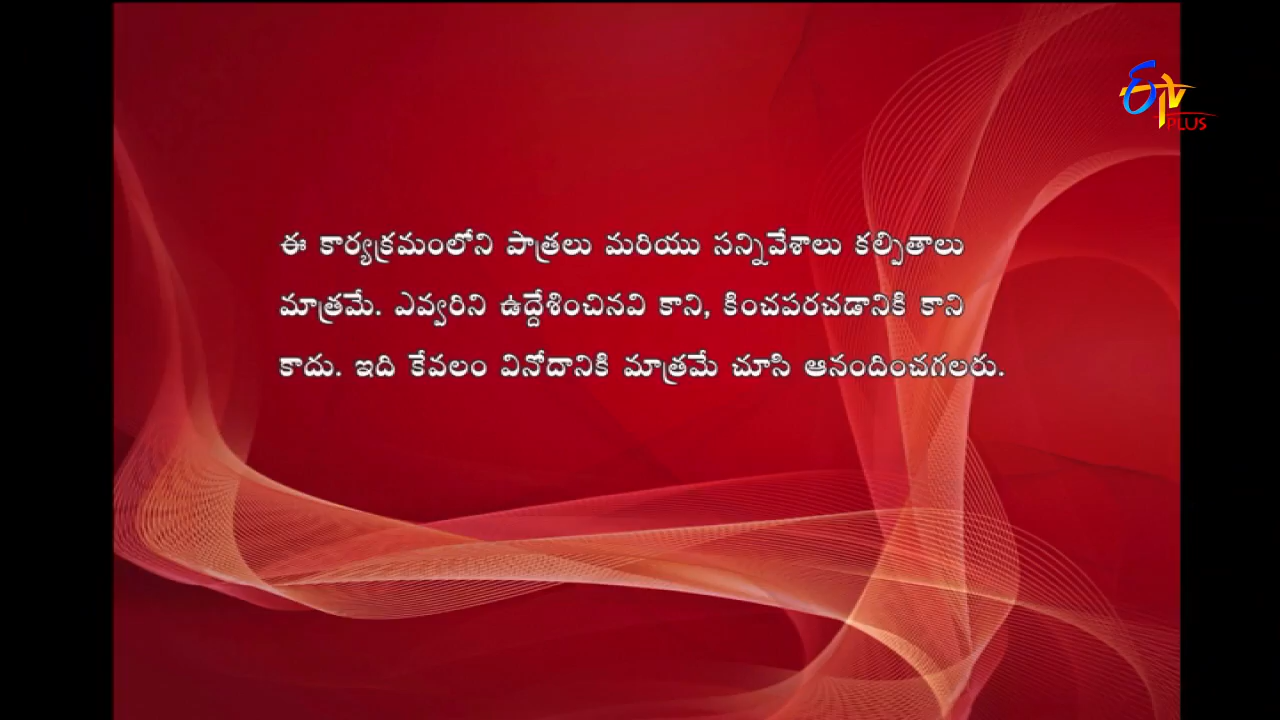 ETV
PLUS
ఈ కార్యక్రమంలోని పాత్రలు మరియు సన్నివేశాలు కల్పితాలు
మాత్రమే. ఎవ్వరిని ఉద్దేశించినవి కాని, కించపరచడానికి కాని
కాదు. ఇది కేవలం వినోదానికి మాత్రమే చూసి ఆనందించగలరు.